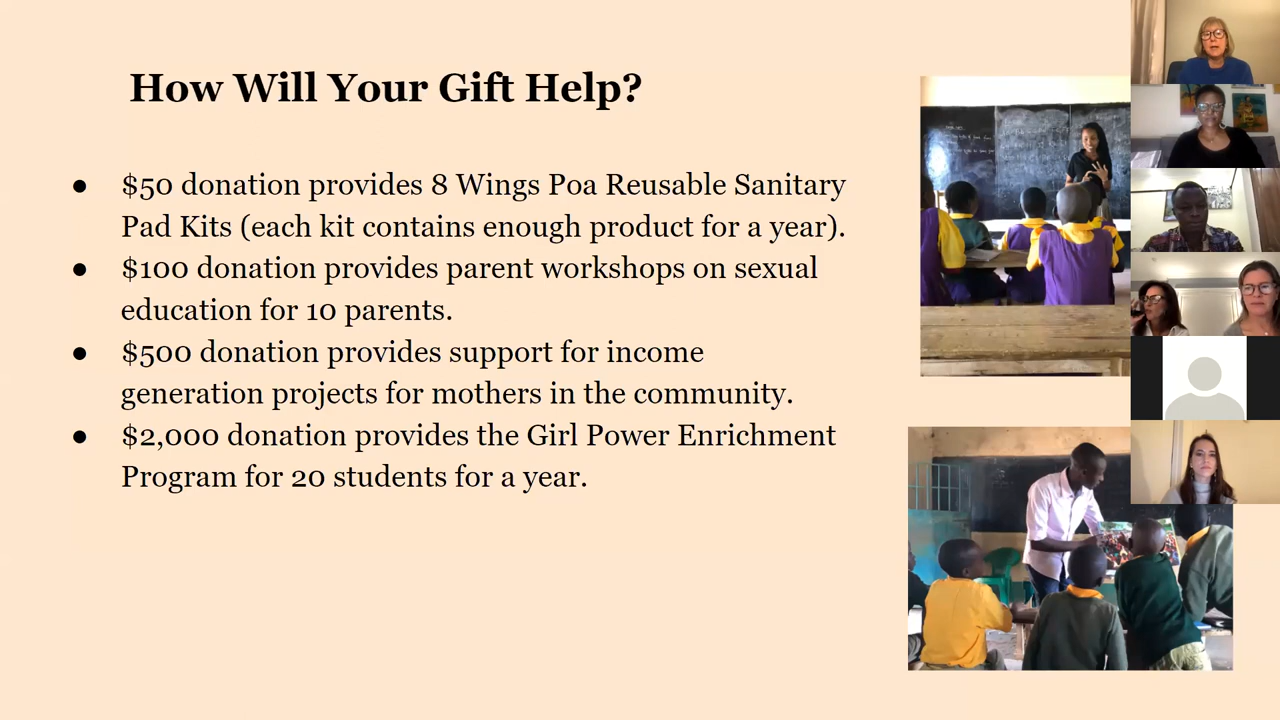 How Will Your Gift Help?
● $50 donation provides 8 Wings Poa Reusable Sanitary
Pad Kits (each kit contains enough product for a year).
● $100 donation provides parent workshops on sexual
education for 10 parents.
● $500 donation provides support for income
generation projects for mothers in the community.
● $2,000 donation provides the Girl Power Enrichment
Program for 20 students for a year.